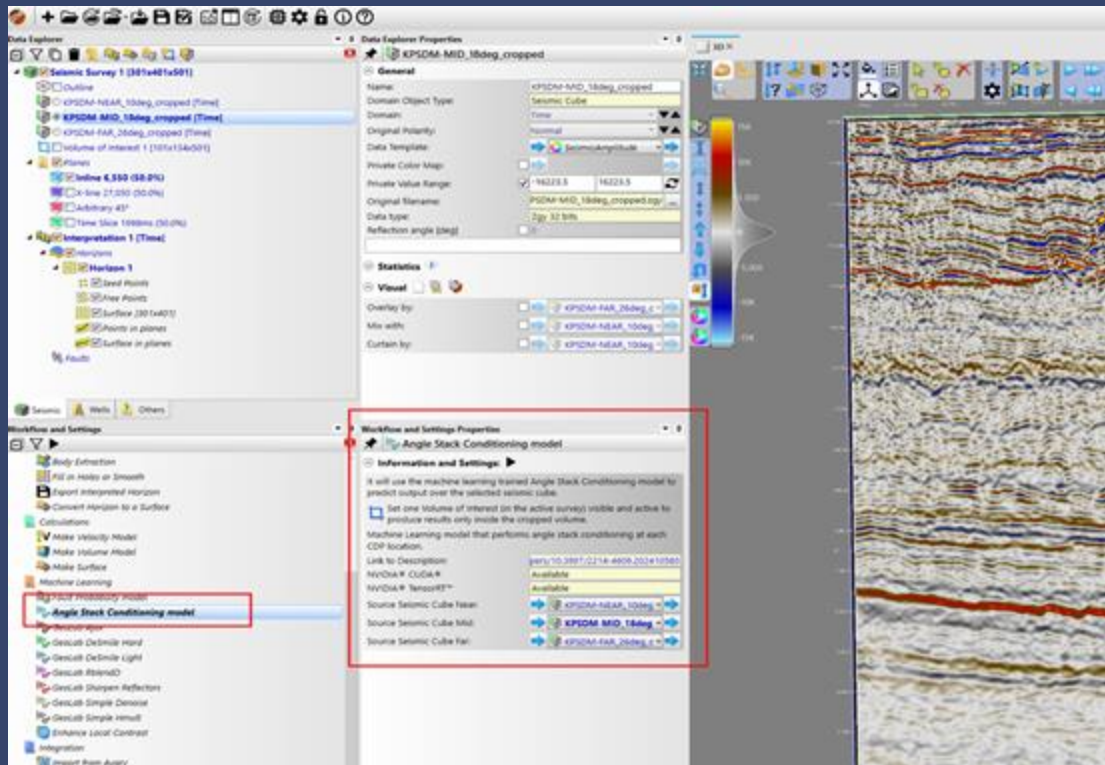 Data Explorer
Seismic Survey 1 (301x401x501)
Outline
KPSDM-NEAR_10deg_cropped [Time]
KPSDM-MID_18deg_cropped [Time]
KPSDM-FAR_26deg_cropped [Time]
Volume of interest 1 (101x134x501)
Planes
Inline 6,550 (50.0%)
X-line 27,050 (50.0%)
Arbitrary 45°
Time Slice 1098ms (50.0%)
Interpretation 1 [Time]
Horizons
Horizon 1
Seed Points
Free Points
Surface (301x401)
Points in planes
Surface in planes
Faults
Seismic
Wells
Others
Data Explorer Properties
KPSDM-MID_18deg_cropped
General
Name: KPSDM-MID_18deg_cropped
Domain Object Type: Seismic Cube
Domain: Time
Original Polarity: Normal
Data Template: SeismicAmplitude
Private Color Map:
Private Value Range: -16223.5 16223.5
Original filename: PSDM-MID_18deg_cropped.zgy ...
Data type: Zgy 32 bits
Reflection angle [deg] 0
Statistics
Visual
Overlay by: KPSDM-FAR_26deg_c
Mix with: KPSDM-NEAR_10deg
Curtain by: KPSDM-NEAR_10deg
3D
Workflow and Settings
Body Extraction
Fill in Holes or Smooth
Export Interpreted Horizon
Convert Horizon to a Surface
Calculations
Make Velocity Model
Make Volume Model
Make Surface
Machine Learning
Fault Probability model
Angle Stack Conditioning model
GeoLab DeSmile Hard
GeoLab DeSmile Light
GeoLab RblendD
GeoLab Sharpen Reflectors
GeoLab Simple Denoise
GeoLab Simple Hmult
Enhance Local Contrast
Integration
Workflow and Settings Properties
Angle Stack Conditioning model
Information and Settings:
It will use the machine learning trained Angle Stack Conditioning model to
predict output over the selected seismic cube.
Set one Volume of Interest (in the active survey) visible and active to
produce results only inside the cropped volume.
Machine Learning model that performs angle stack conditioning at each
CDP location.
Link to Description:
NVIDIA® CUDA® Available
NVIDIA® TensorRT™ Available
Source Seismic Cube Near: KPSDM-NEAR_10deg
Source Seismic Cube Mid: KPSDM-MID_18deg
Source Seismic Cube Far: KPSDM-FAR_26deg_c